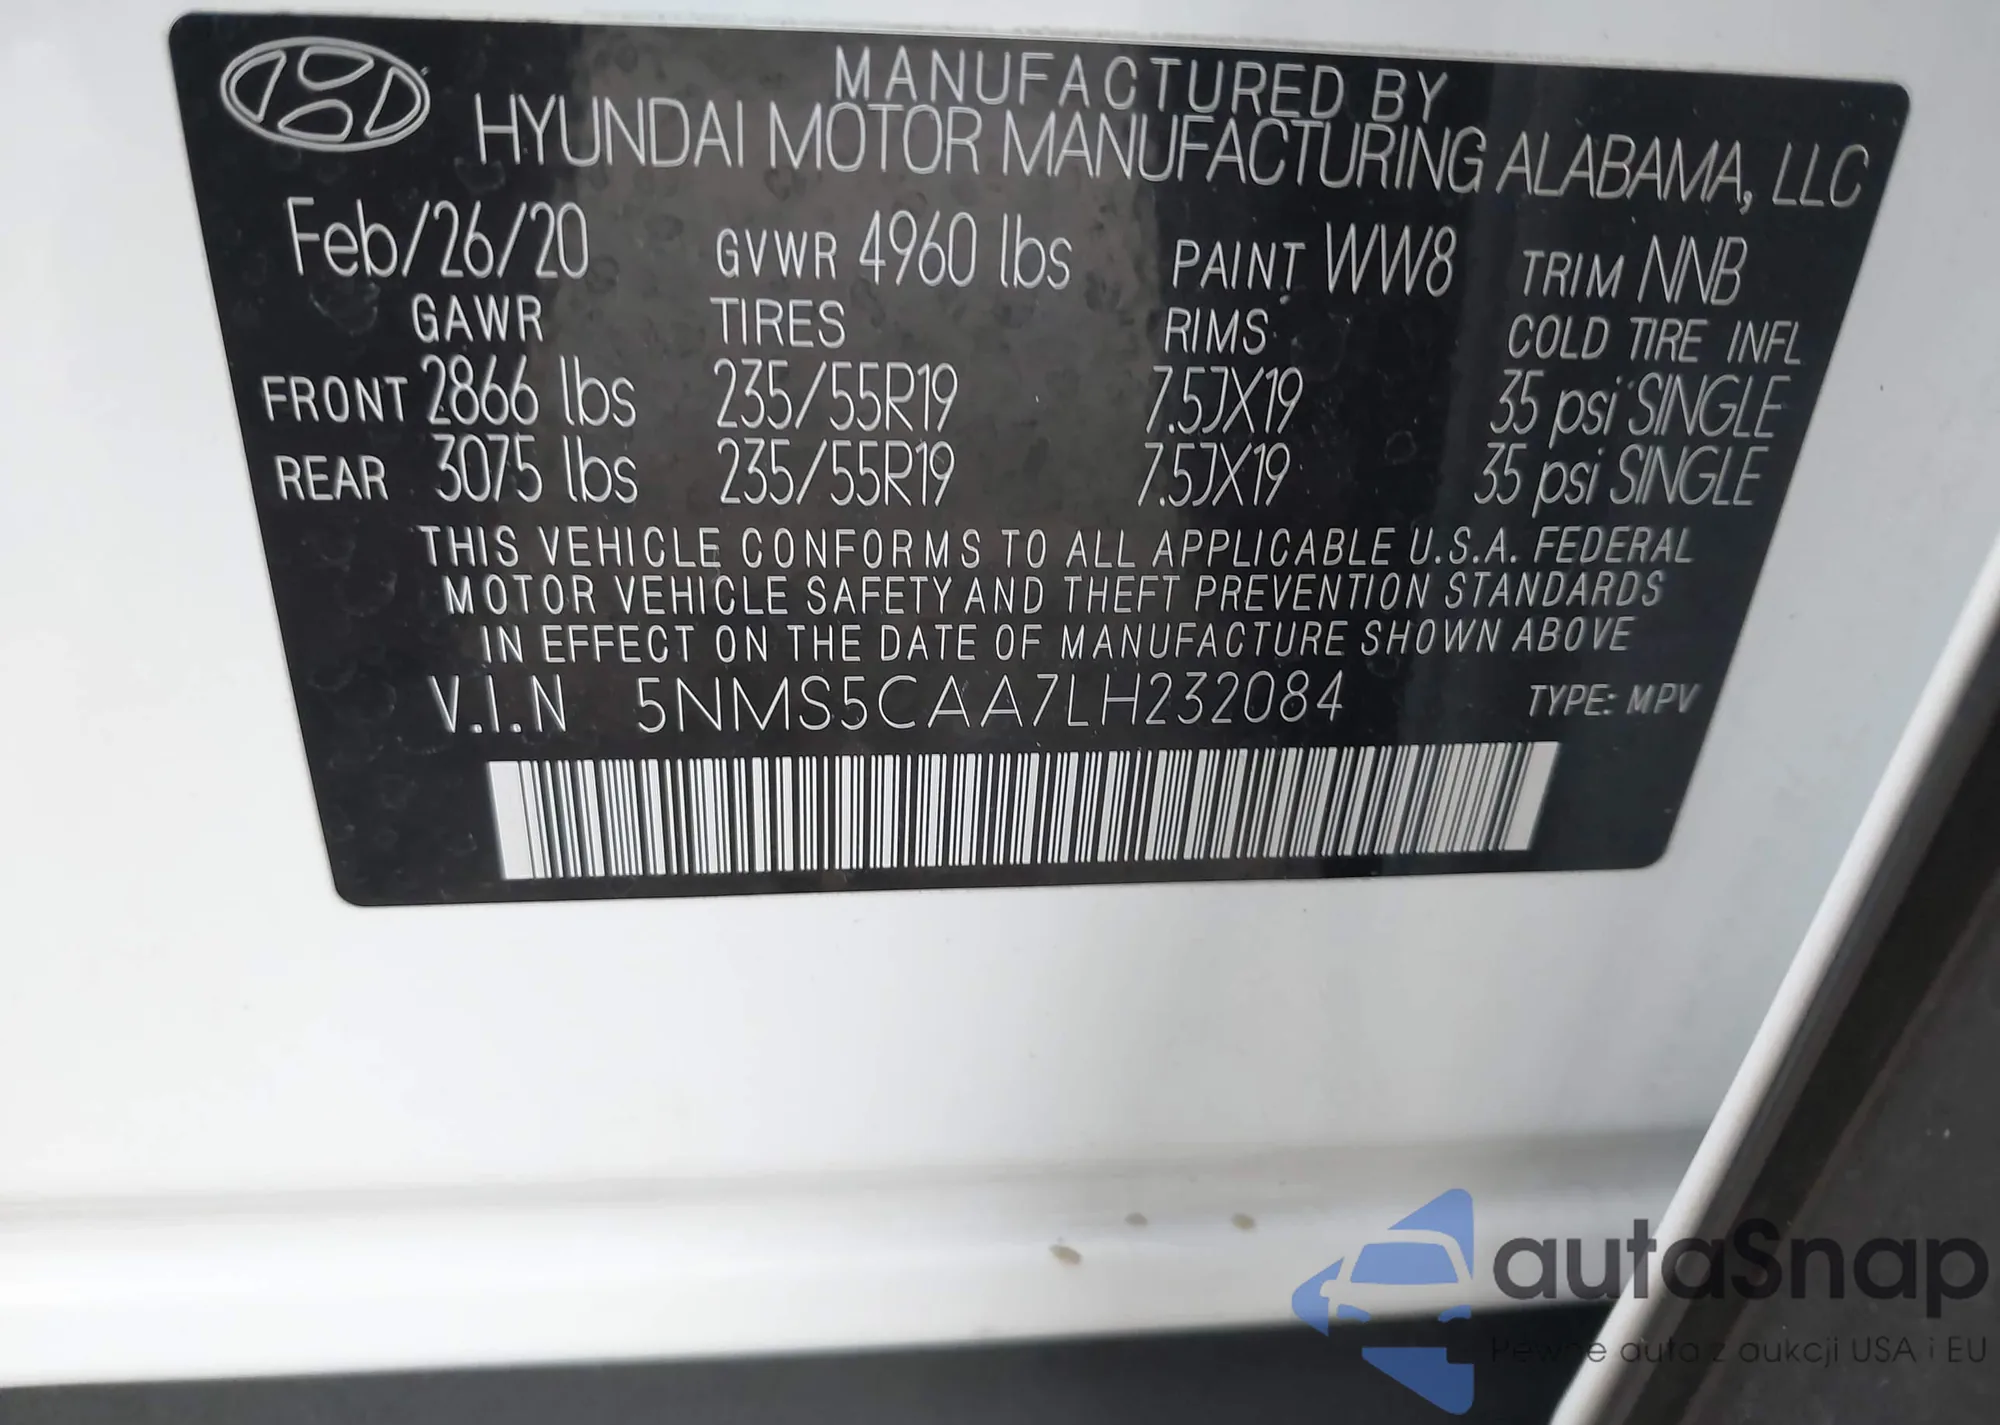 MANUFACTURED BY
HYUNDAI MOTOR MANUFACTURING ALABAMA, LLC
Feb/26/20 GVWR 4960 lbs PAINT WW8 TRIM NNB
GAWR TIRES RIMS COLD TIRE INFL
FRONT 2866 lbs 235/55R19 7.5JX19 35 psi SINGLE
REAR 3075 lbs 235/55R19 7.5JX19 35 psi SINGLE
THIS VEHICLE CONFORMS TO ALL APPLICABLE U.S.A. FEDERAL
MOTOR VEHICLE SAFETY AND THEFT PREVENTION STANDARDS
IN EFFECT ON THE DATE OF MANUFACTURE SHOWN ABOVE
V.I.N 5NMS5CAA7LH232084 TYPE: MPV
autaSnap
Pewne auta z aukcji USA i EU